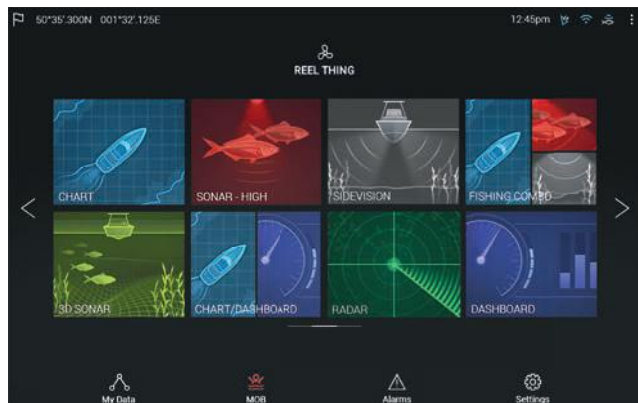 50°35'.300N 001°32'.125E 12:45pm
REEL THING
CHART SONAR - HIGH SIDEVISION FISHING COMBO
3D SONAR CHART/DASHBOARD RADAR DASHBOARD
My Data MOB Alarms Settings